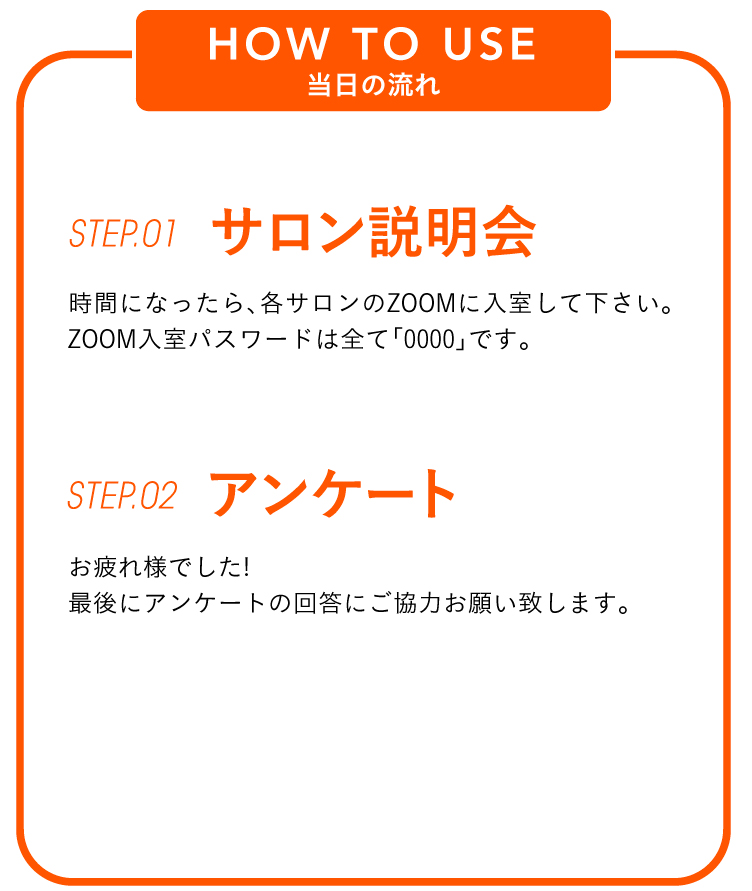 HOW TO USE
当日の流れ
STEP.01 サロン説明会
時間になったら、各サロンのZOOMに入室して下さい。
ZOOM入室パスワードは全て「0000」です。
STEP.02 アンケート
お疲れ様でした!
最後にアンケートの回答にご協力お願い致します。